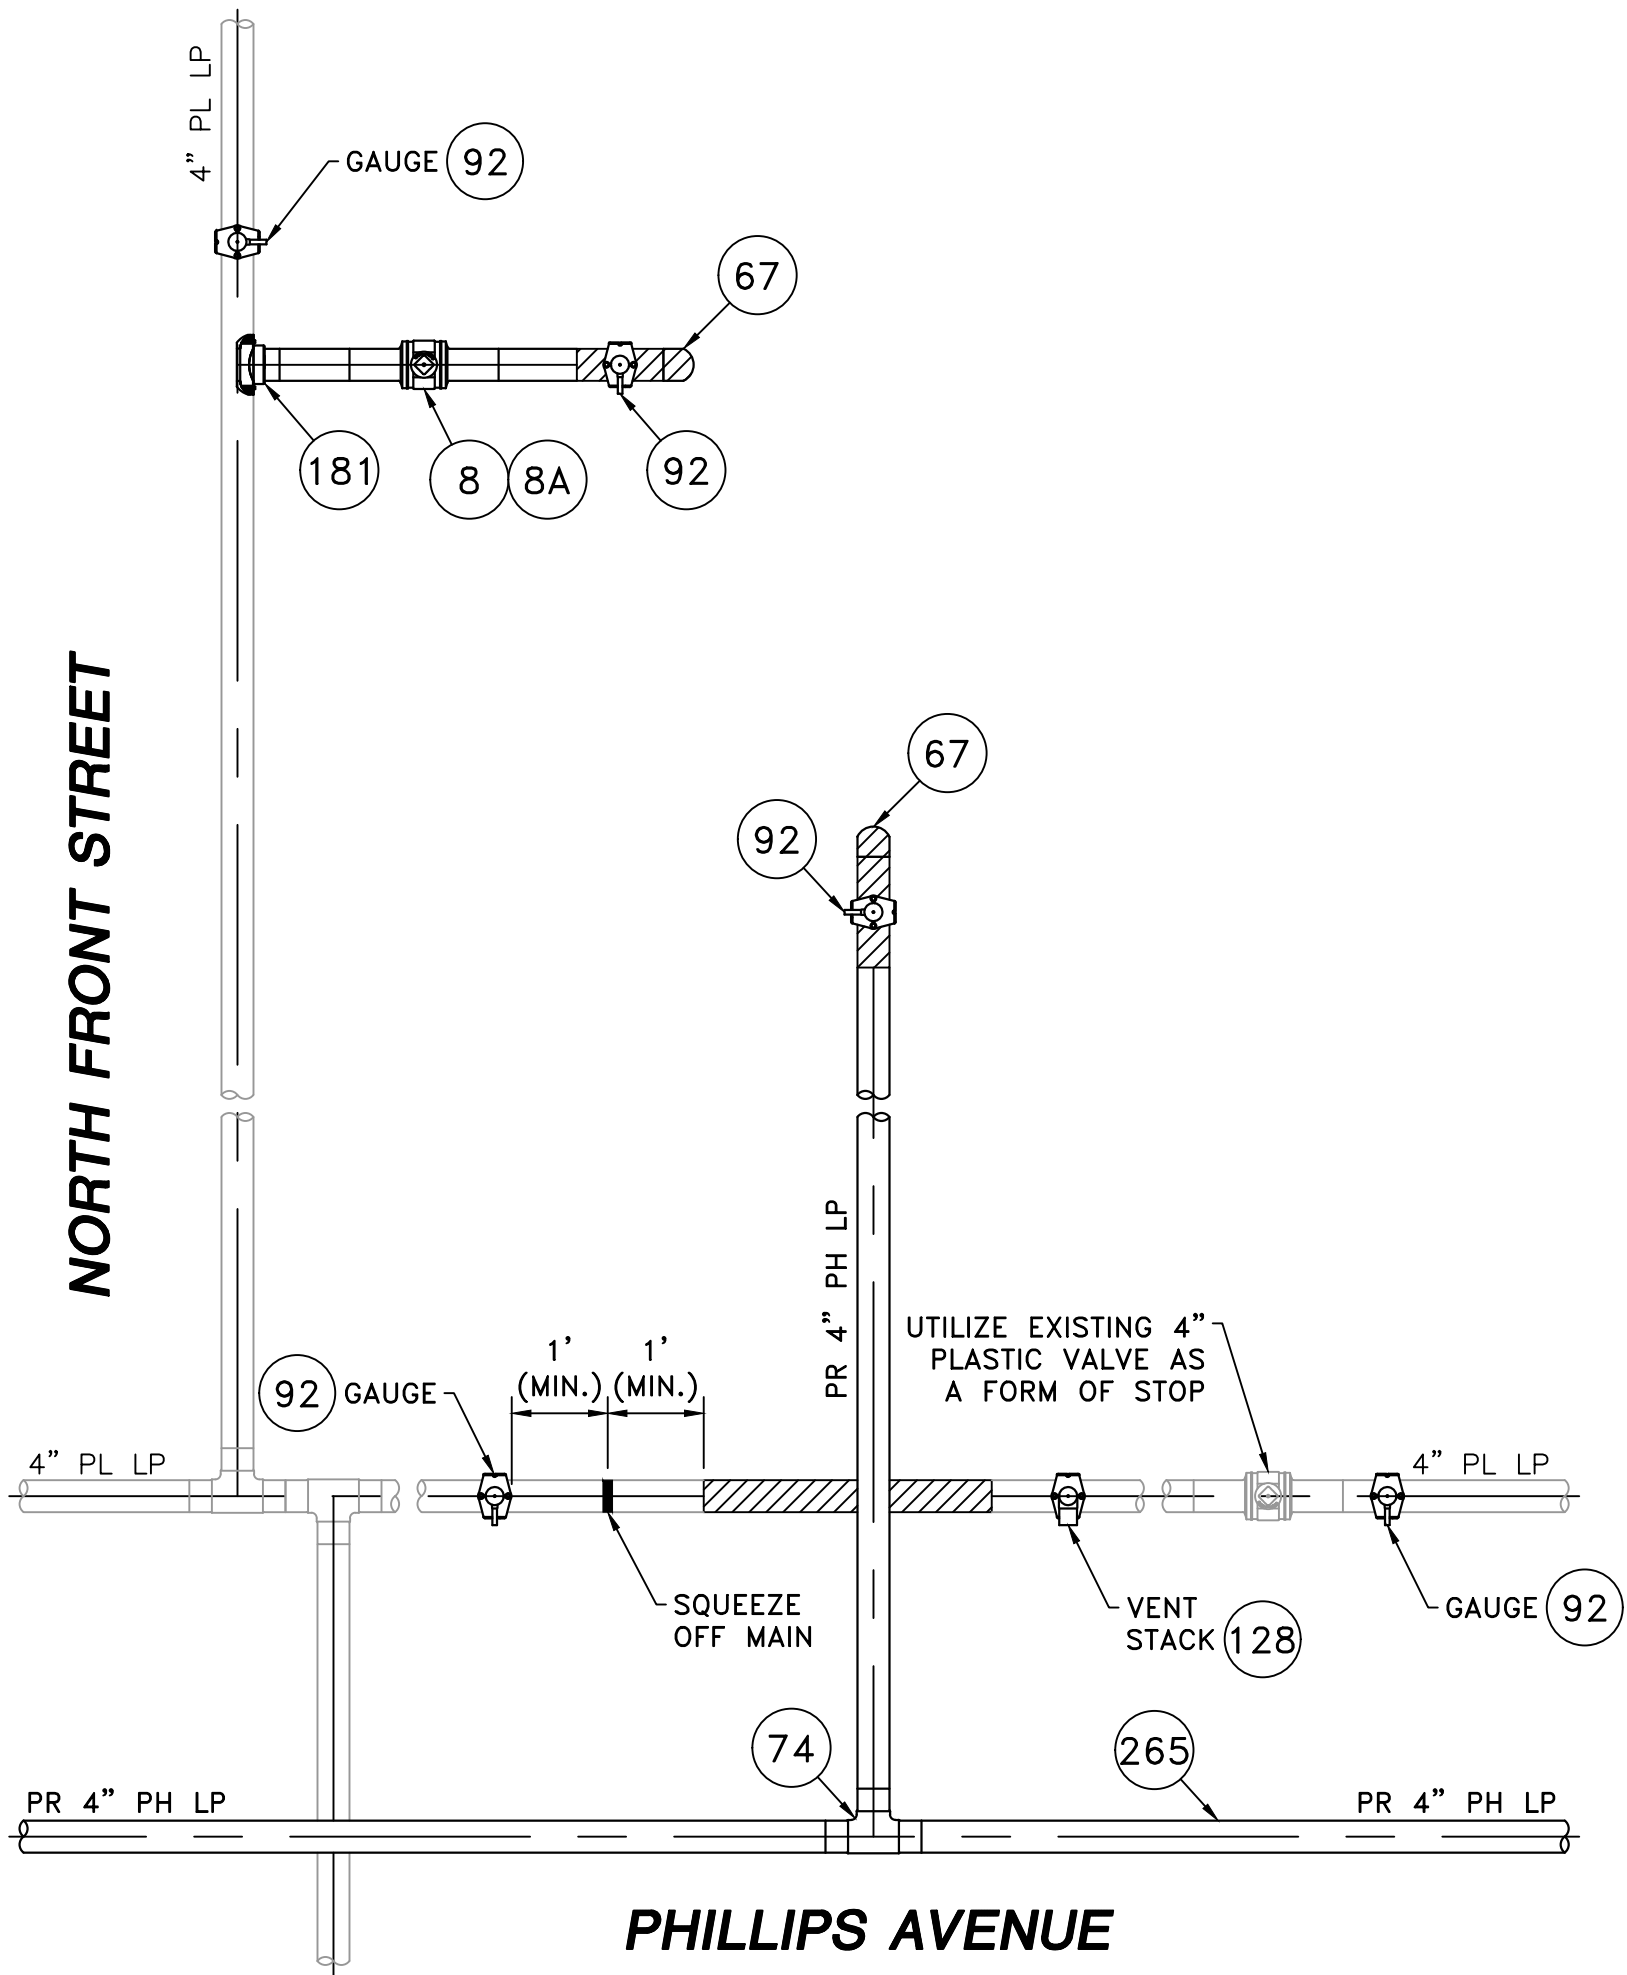 4” PL LP
GAUGE 92
67
181
8
8A
92
NORTH FRONT STREET
67
92
PR 4” PH LP
UTILIZE EXISTING 4”
PLASTIC VALVE AS
A FORM OF STOP
1’
(MIN.)
1’
(MIN.)
92 GAUGE
4” PL LP
4” PL LP
SQUEEZE
OFF MAIN
VENT
STACK 128
GAUGE 92
74
265
PR 4” PH LP
PR 4” PH LP
PHILLIPS AVENUE